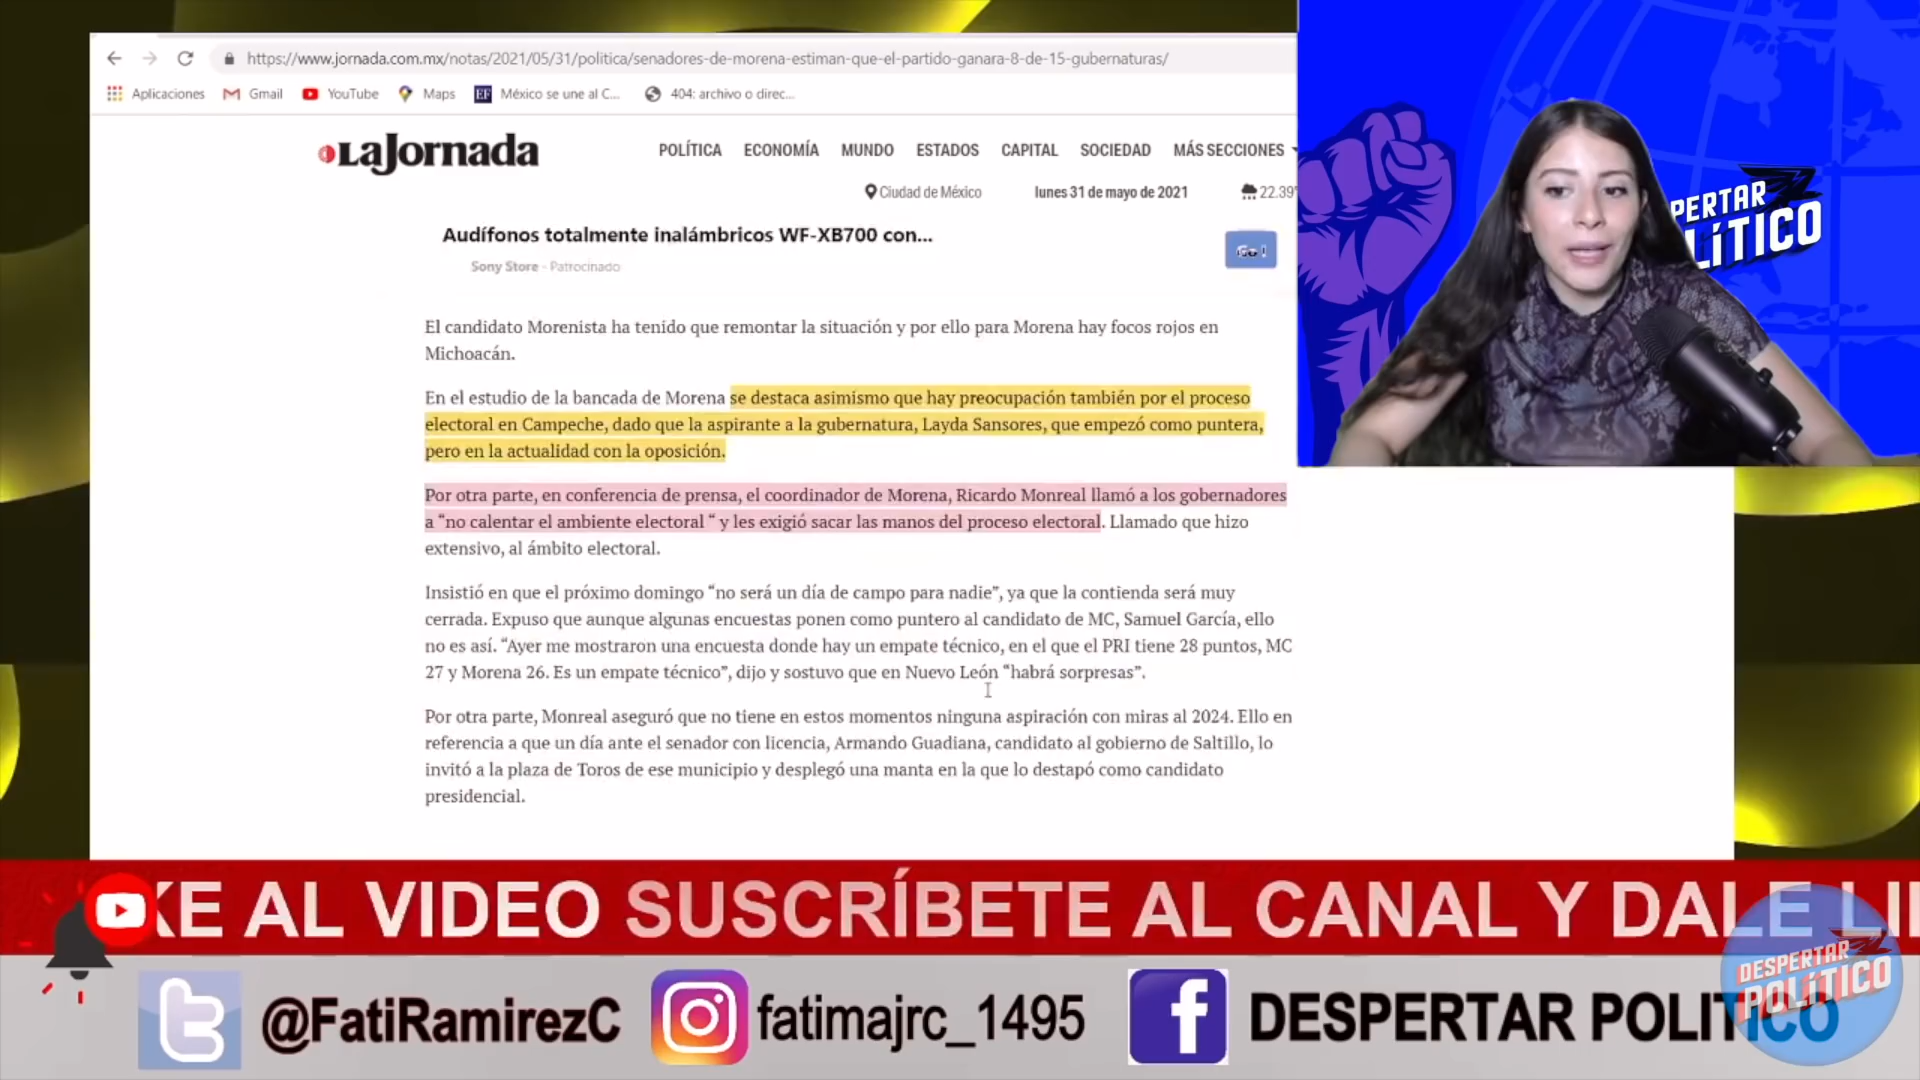 https://www.jornada.com.mx/notas/2021/05/31/politica/senadores-de-morena-estiman-que-el-partido-ganara-8-de-15-gubernaturas/
Aplicaciones Gmail YouTube Maps EF México se une al C... 404: archivo o direc...
La Jornada
POLÍTICA ECONOMÍA MUNDO ESTADOS CAPITAL SOCIEDAD MÁS SECCIONES
Ciudad de México lunes 31 de mayo de 2021 22.39°
Audífonos totalmente inalámbricos WF-XB700 con...
Sony Store - Patrocinado
Go!
El candidato Morenista ha tenido que remontar la situación y por ello para Morena hay focos rojos en
Michoacán.
En el estudio de la bancada de Morena se destaca asimismo que hay preocupación también por el proceso
electoral en Campeche, dado que la aspirante a la gubernatura, Layda Sansores, que empezó como puntera,
pero en la actualidad con la oposición.
Por otra parte, en conferencia de prensa, el coordinador de Morena, Ricardo Monreal llamó a los gobernadores
a “no calentar el ambiente electoral “ y les exigió sacar las manos del proceso electoral. Llamado que hizo
extensivo, al ámbito electoral.
Insistió en que el próximo domingo “no será un día de campo para nadie”, ya que la contienda será muy
cerrada. Expuso que aunque algunas encuestas ponen como puntero al candidato de MC, Samuel García, ello
no es así. “Ayer me mostraron una encuesta donde hay un empate técnico, en el que el PRI tiene 28 puntos, MC
27 y Morena 26. Es un empate técnico”, dijo y sostuvo que en Nuevo León “habrá sorpresas”.
Por otra parte, Monreal aseguró que no tiene en estos momentos ninguna aspiración con miras al 2024. Ello en
referencia a que un día ante el senador con licencia, Armando Guadiana, candidato al gobierno de Saltillo, lo
invitó a la plaza de Toros de ese municipio y desplegó una manta en la que lo destapó como candidato
presidencial.
PERTAR
LÍTICO
KE AL VIDEO SUSCRÍBETE AL CANAL Y DALE LI
@FatiRamirezC fatimajrc_1495 DESPERTAR POLITICO
DESPERTAR
POLÍTICO